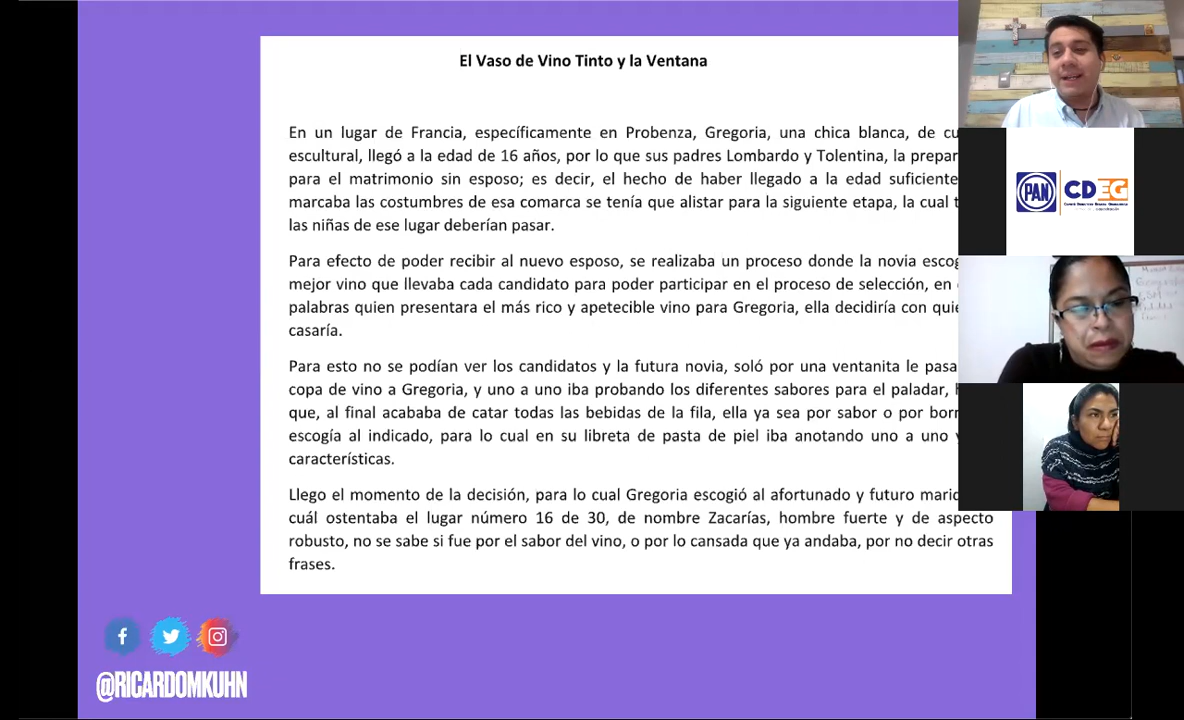 El Vaso de Vino Tinto y la Ventana
En un lugar de Francia, específicamente en Probenza, Gregoria, una chica blanca, de
escultural, llegó a la edad de 16 años, por lo que sus padres Lombardo y Tolentina, la
para el matrimonio sin esposo; es decir, el hecho de haber llegado a la edad suficiente
marcaba las costumbres de esa comarca se tenía que alistar para la siguiente etapa, la cual
las niñas de ese lugar deberían pasar.
Para efecto de poder recibir al nuevo esposo, se realizaba un proceso donde la novia
mejor vino que llevaba cada candidato para poder participar en el proceso de selección, en
palabras quien presentara el más rico y apetecible vino para Gregoria, ella decidiría con
casaría.
Para esto no se podían ver los candidatos y la futura novia, soló por una ventanita le
copa de vino a Gregoria, y uno a uno iba probando los diferentes sabores para el paladar,
que, al final acababa de catar todas las bebidas de la fila, ella ya sea por sabor o por
escogía al indicado, para lo cual en su libreta de pasta de piel iba anotando uno a uno
características.
Llego el momento de la decisión, para lo cual Gregoria escogió al afortunado y futuro
cuál ostentaba el lugar número 16 de 30, de nombre Zacarías, hombre fuerte y de aspecto
robusto, no se sabe si fue por el sabor del vino, o por lo cansada que ya andaba, por no decir otras
frases.
@RICARDOMKUHN
PAN
CDEG